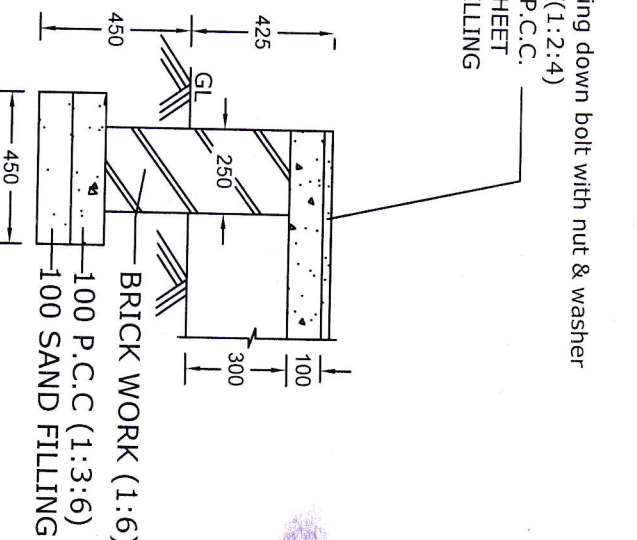 ing down bolt with nut & washer
(1:2:4)
P.C.C.
HEET
LLING
425
450
GL
250
300
100
450
BRICK WORK (1:6)
100 P.C.C (1:3:6)
100 SAND FILLING